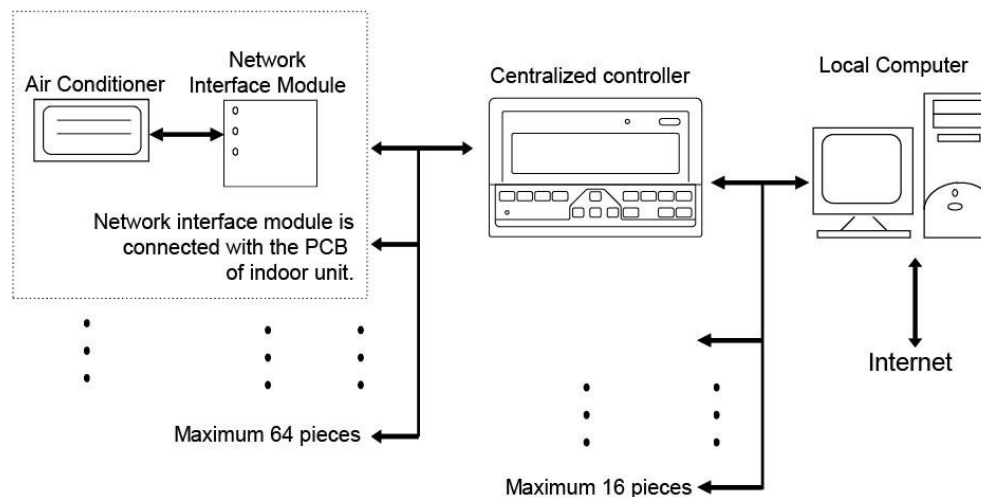 Air Conditioner
Network
Interface Module
Centralized controller
Local Computer
Network interface module is
connected with the PCB
of indoor unit.
Internet
Maximum 64 pieces
Maximum 16 pieces